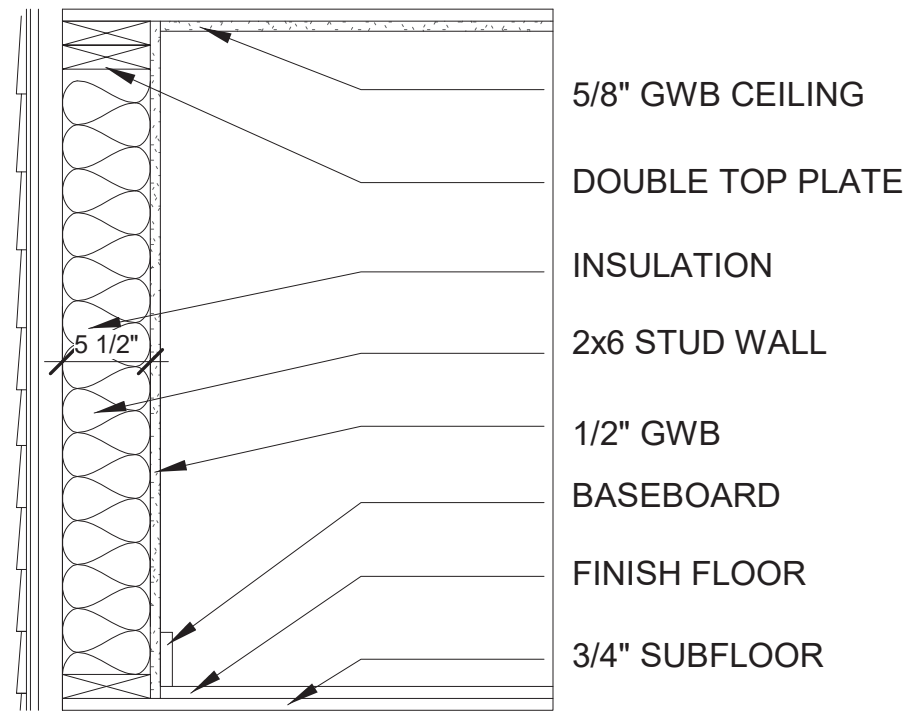 5/8" GWB CEILING
DOUBLE TOP PLATE
INSULATION
5 1/2"
2x6 STUD WALL
1/2" GWB
BASEBOARD
FINISH FLOOR
3/4" SUBFLOOR